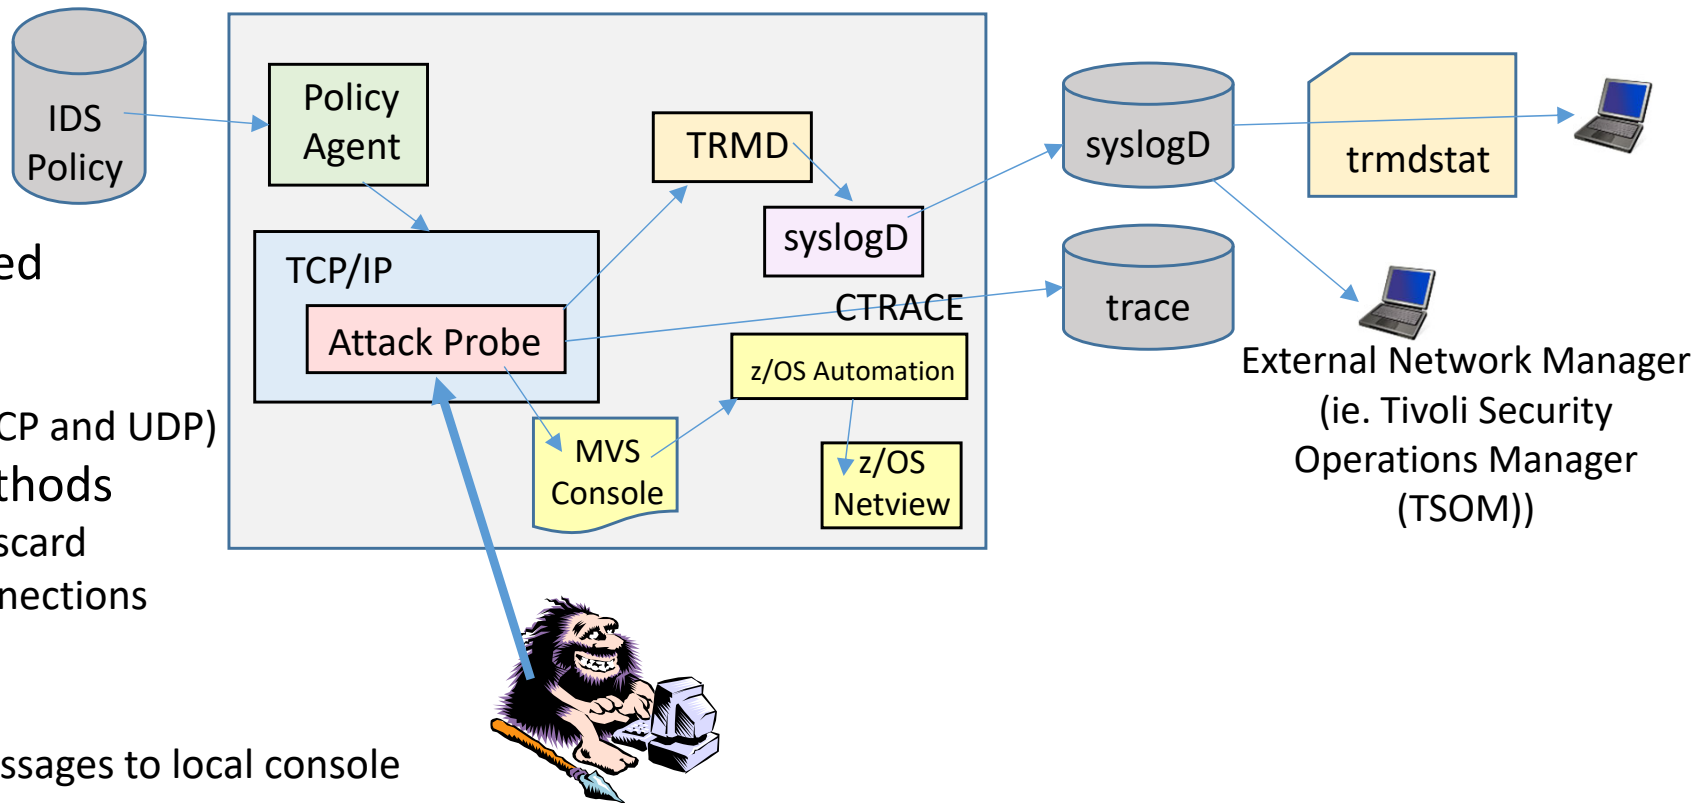 IDS
Policy
Policy
Agent
TRMD
syslogD
syslogD
trmdstat
ed
TCP/IP
Attack Probe
CTRACE
trace
z/OS Automation
External Network Manager
(ie. Tivoli Security
Operations Manager
(TSOM))
CP and UDP)
MVS
Console
z/OS
Netview
thods
scard
nections
ssages to local console